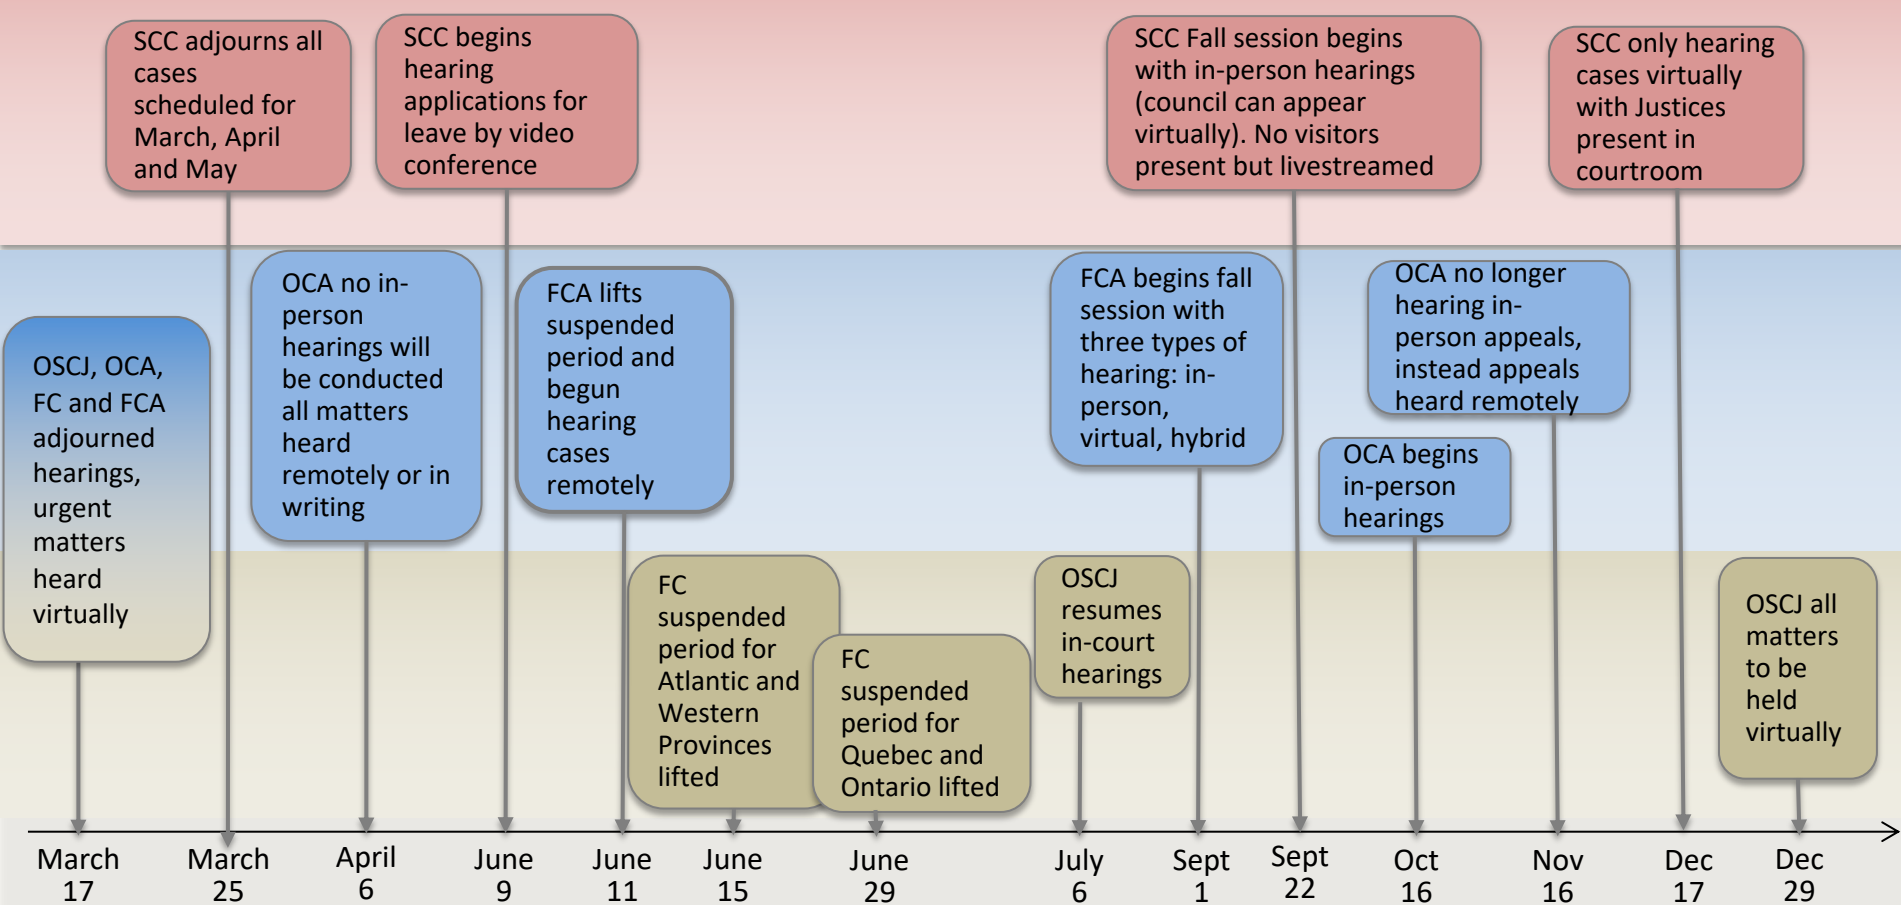 SCC adjourns all
cases
scheduled for
March, April
and May
SCC begins
hearing
applications for
leave by video
conference
SCC Fall session begins
with in-person hearings
(council can appear
virtually). No visitors
present but livestreamed
SCC only hearing
cases virtually
with Justices
present in
courtroom
OSCJ, OCA,
FC and FCA
adjourned
hearings,
urgent
matters
heard
virtually
OCA no in-
person
hearings will
be conducted
all matters
heard
remotely or in
writing
FCA lifts
suspended
period and
begun
hearing
cases
remotely
FCA begins fall
session with
three types of
hearing: in-
person,
virtual, hybrid
OCA no longer
hearing in-
person appeals,
instead appeals
heard remotely
OCA begins
in-person
hearings
FC
suspended
period for
Atlantic and
Western
Provinces
lifted
FC
suspended
period for
Quebec and
Ontario lifted
OSCJ
resumes
in-court
hearings
OSCJ all
matters
to be
held
virtually
March
17
March
25
April
6
June
9
June
11
June
15
June
29
July
6
Sept
1
Sept
22
Oct
16
Nov
16
Dec
17
Dec
29